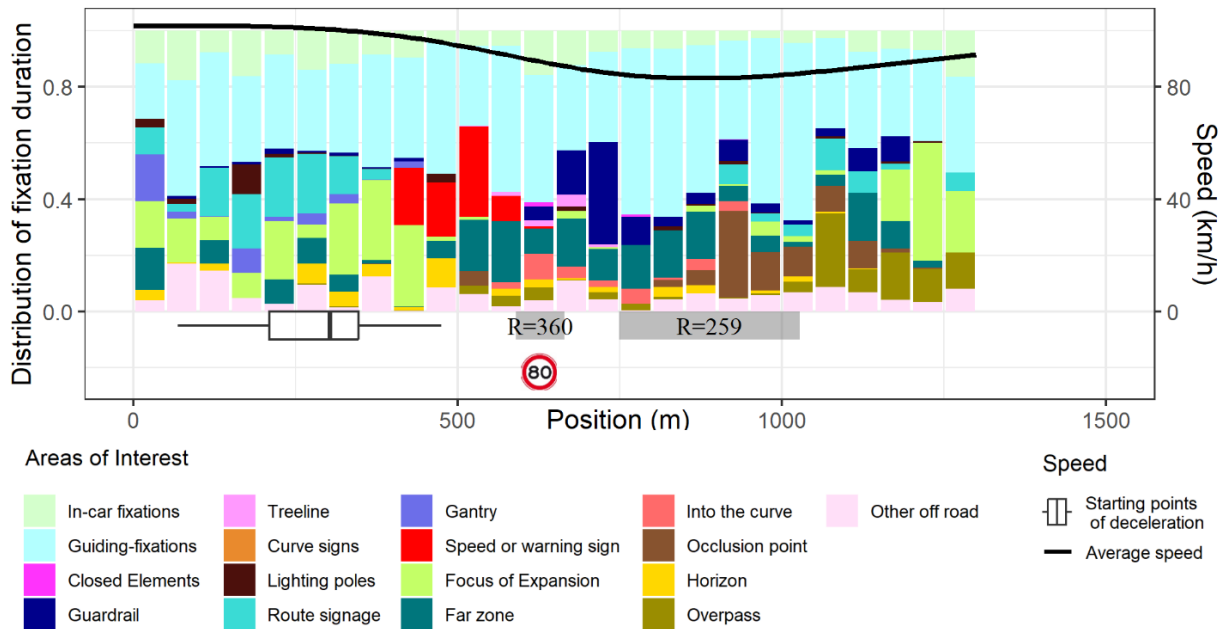 Distribution of fixation duration
0.8
0.4
0.0
Speed (km/h)
80
40
0
R=360
R=259
80
0
500
1000
1500
Position (m)
Areas of Interest
In-car fixations
Guiding-fixations
Closed Elements
Guardrail
Treeline
Curve signs
Lighting poles
Route signage
Gantry
Speed or warning sign
Focus of Expansion
Far zone
Into the curve
Occlusion point
Horizon
Overpass
Other off road
Speed
Starting points
of deceleration
Average speed